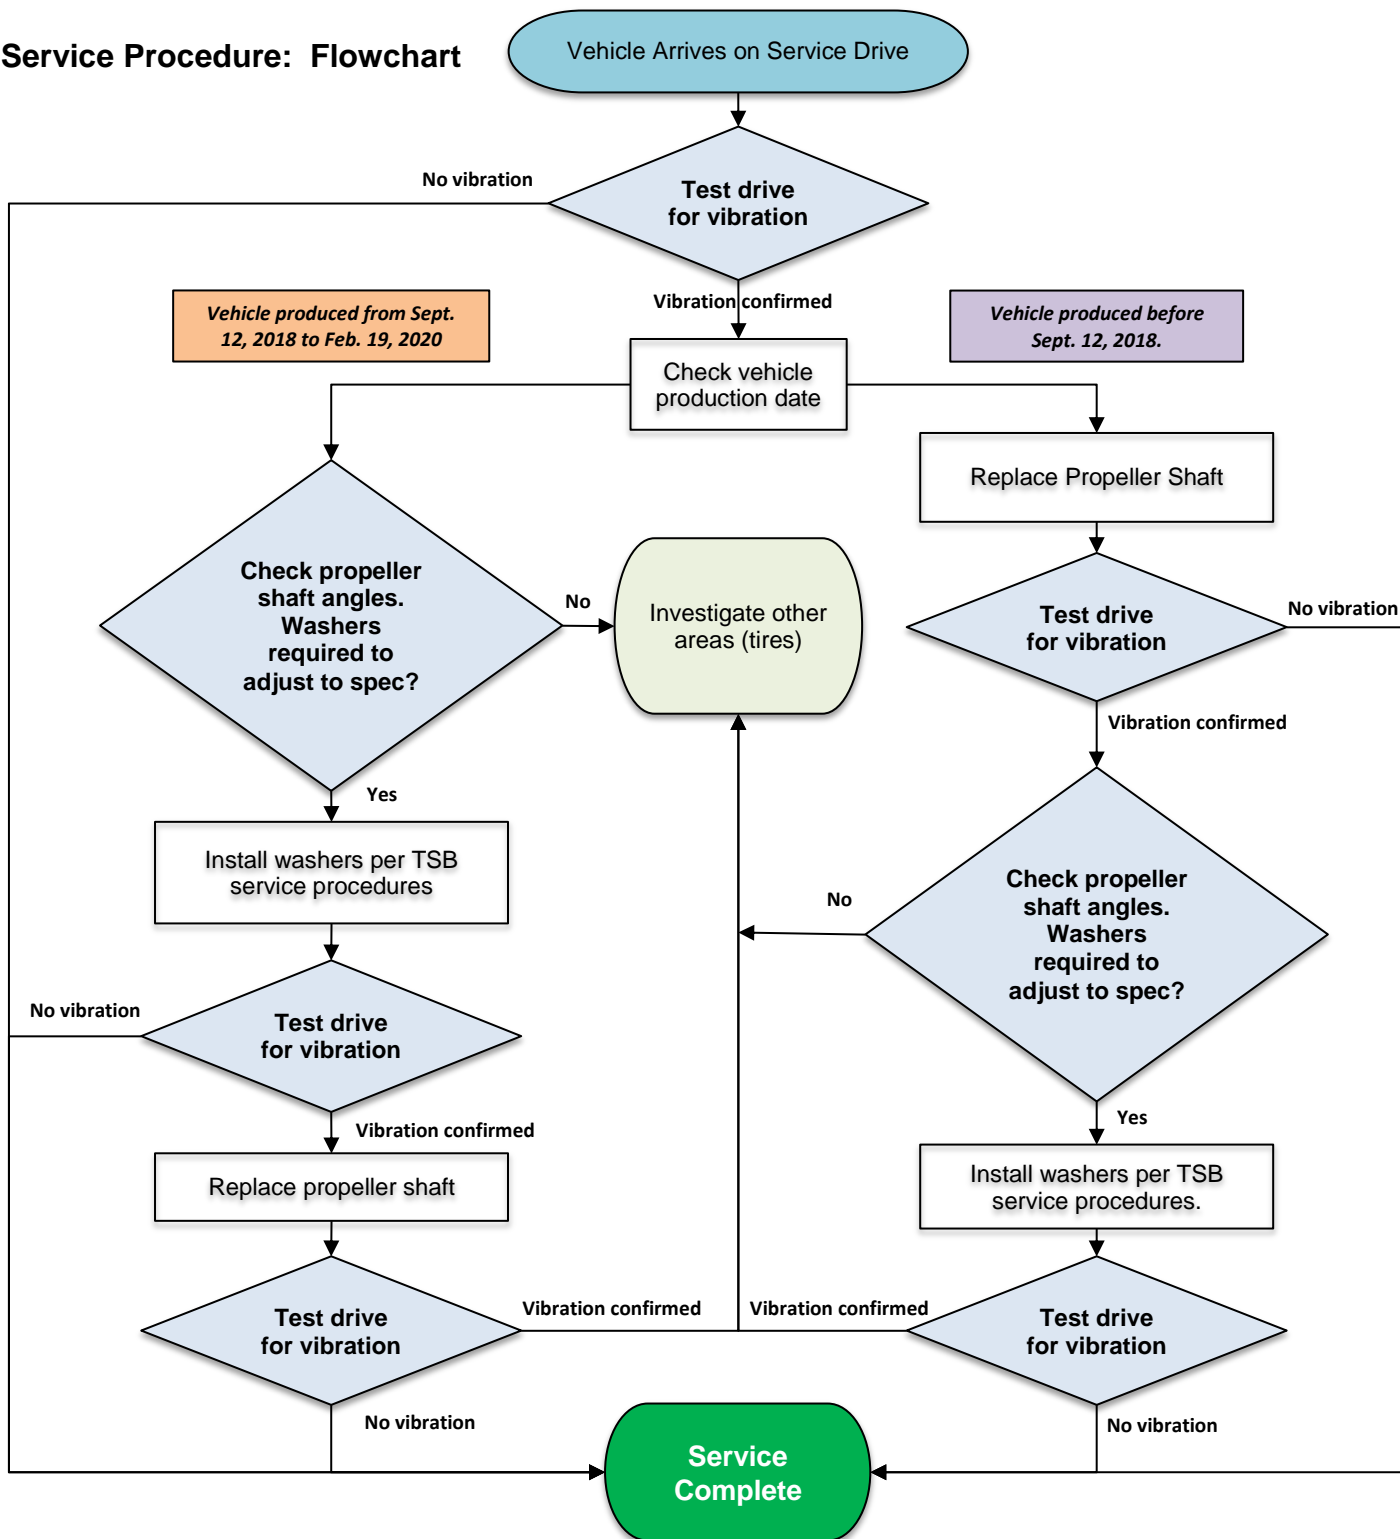 Service Procedure: Flowchart
Vehicle Arrives on Service Drive
No vibration
Test drive
for vibration
Vibration confirmed
Vehicle produced from Sept.
12, 2018 to Feb. 19, 2020
Vehicle produced before
Sept. 12, 2018.
Check vehicle
production date
Replace Propeller Shaft
Check propeller
shaft angles.
Washers
required to
adjust to spec?
No
Investigate other
areas (tires)
Test drive
for vibration
No vibration
Vibration confirmed
Yes
Install washers per TSB
service procedures
No
Check propeller
shaft angles.
Washers
required to
adjust to spec?
No vibration
Test drive
for vibration
Vibration confirmed
Yes
Replace propeller shaft
Install washers per TSB
service procedures.
Test drive
for vibration
Vibration confirmed
Vibration confirmed
Test drive
for vibration
No vibration
No vibration
Service
Complete